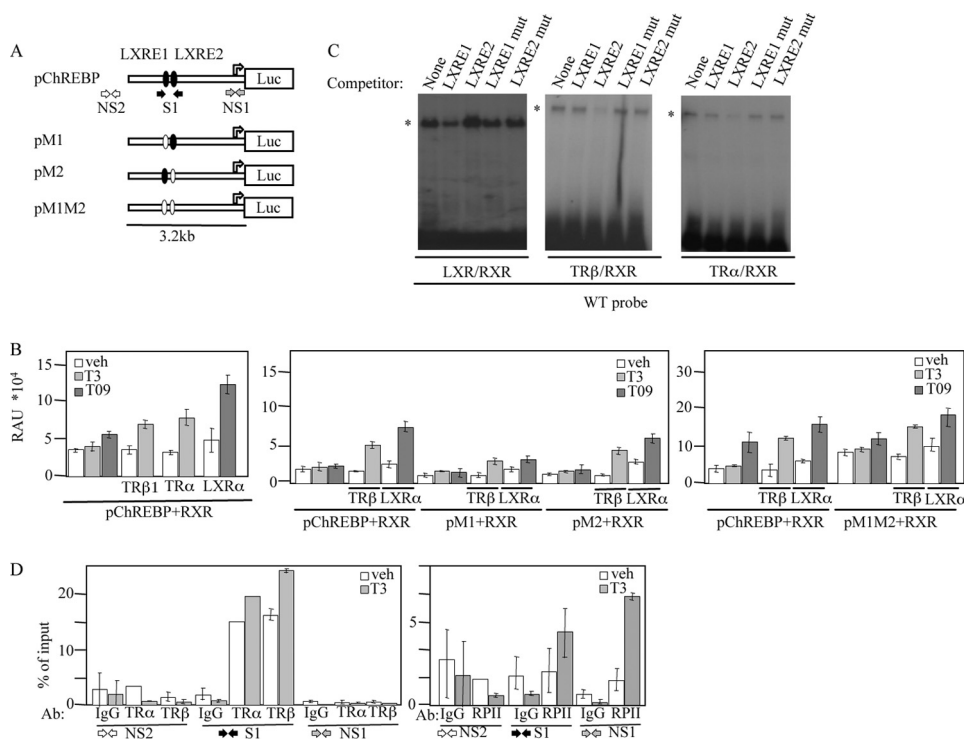 A
LXRE1 LXRE2
pChREBP
Luc
NS2
S1
NS1
pM1
Luc
pM2
Luc
pM1M2
Luc
3.2kb
C
Competitor:
None
LXRE1
LXRE2
LXRE1 mut
LXRE2 mut
None
LXRE1
LXRE2
LXRE1 mut
LXRE2 mut
None
LXRE1
LXRE2
LXRE1 mut
LXRE2 mut
*
*
*
LXR/RXR
TRβ/RXR
TRα/RXR
WT probe
B
RAU *10⁴
15
10
5
0
veh
T3
T09
TRβ1 TRα LXRα
pChREBP+RXR
15
10
5
0
veh
T3
T09
TRβ LXRα TRβ LXRα TRβ LXRα
pChREBP+RXR pM1+RXR pM2+RXR
30
20
10
0
veh
T3
T09
TRβ LXRα TRβ LXRα
pChREBP+RXR pM1M2+RXR
D
% of input
20
10
0
veh
T3
Ab: IgG TRα TRβ IgG TRα TRβ IgG TRα TRβ
NS2 S1 NS1
5
0
veh
T3
Ab: IgG RPII IgG RPII IgG RPII
NS2 S1 NS1